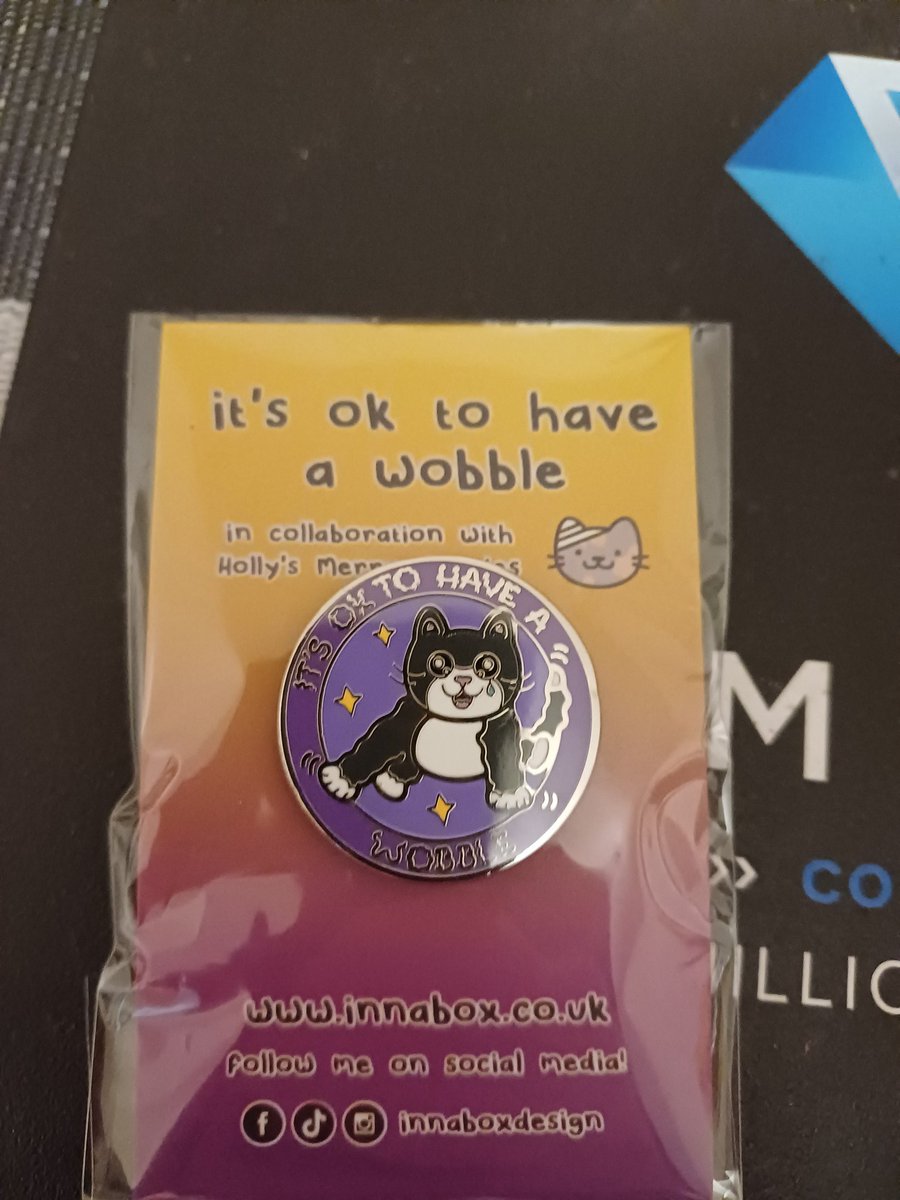 it's ok to have
a wobble
in collaboration with
Holly's
IT'S OK TO HAVE A
WOBBLE
www.innabox.co.uk
follow me on social media!
innaboxdesign
M
>> CO
ILLIO